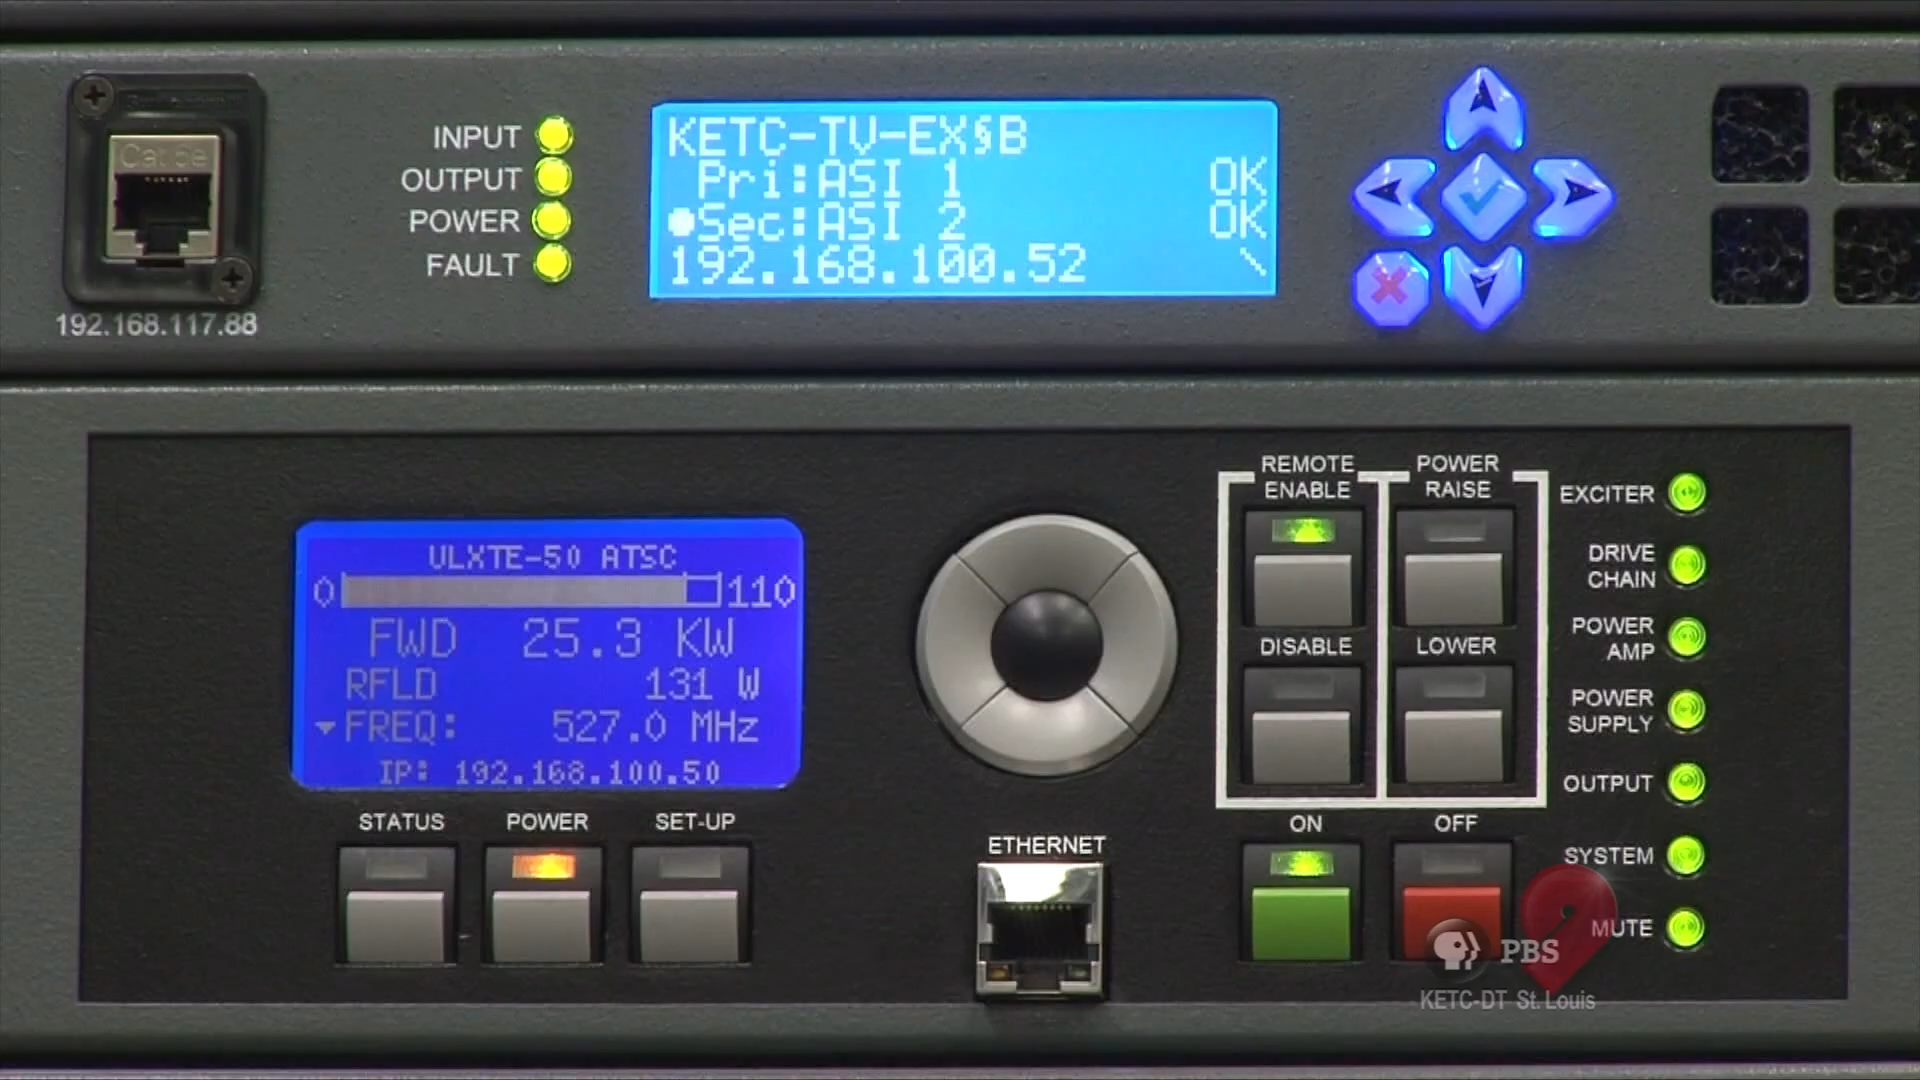 Cat 5e
192.168.117.88
INPUT
OUTPUT
POWER
FAULT
KETC-TV-EX§B
Pri:ASI 1 OK
Sec:ASI 2 OK
192.168.100.52 \
ULXTE-50 ATSC
0 110
FWD 25.3 KW
RFLD 131 W
FREQ: 527.0 MHz
IP: 192.168.100.50
STATUS POWER SET-UP
ETHERNET
REMOTE
ENABLE
DISABLE
POWER
RAISE
LOWER
ON OFF
EXCITER
DRIVE
CHAIN
POWER
AMP
POWER
SUPPLY
OUTPUT
SYSTEM
MUTE
PBS
KETC-DT St. Louis